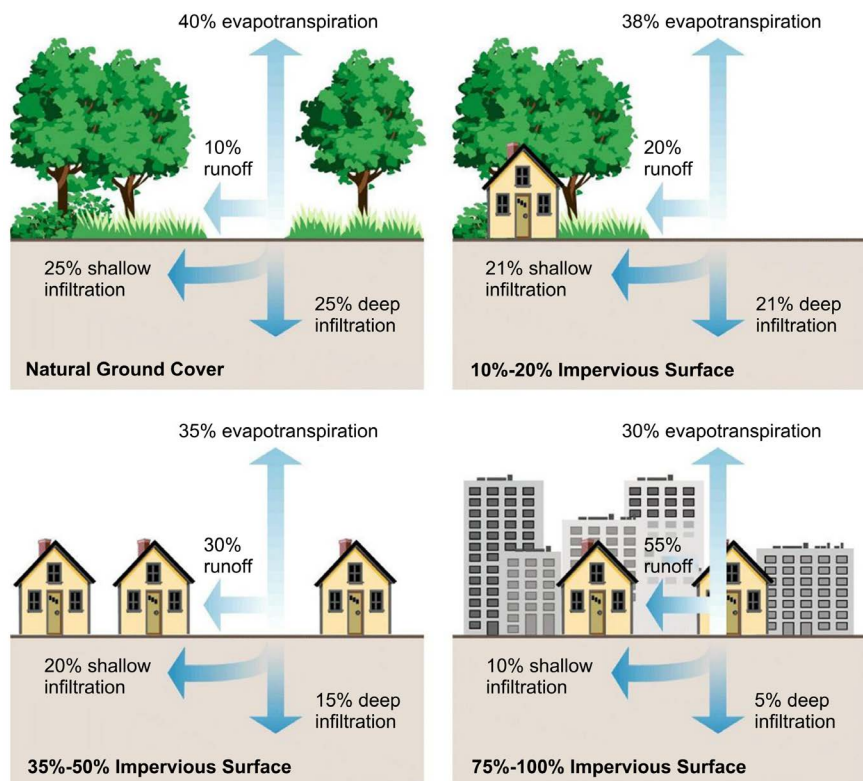 40% evapotranspiration
10%
runoff
25% shallow
infiltration
25% deep
infiltration
Natural Ground Cover
38% evapotranspiration
20%
runoff
21% shallow
infiltration
21% deep
infiltration
10%-20% Impervious Surface
35% evapotranspiration
30%
runoff
20% shallow
infiltration
15% deep
infiltration
35%-50% Impervious Surface
30% evapotranspiration
55%
runoff
10% shallow
infiltration
5% deep
infiltration
75%-100% Impervious Surface